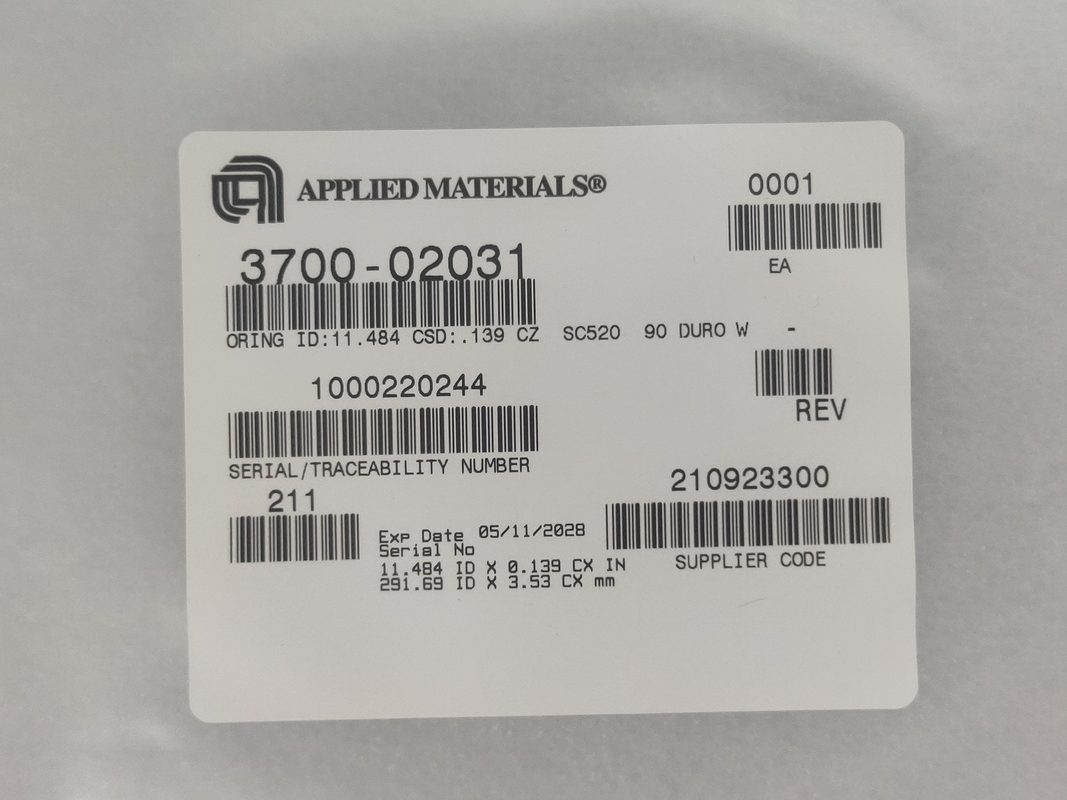 APPLIED MATERIALS®
0001
EA
3700-02031
ORING ID:11.484 CSD:.139 CZ SC520 90 DURO W -
REV
1000220244
SERIAL/TRACEABILITY NUMBER
211
210923300
SUPPLIER CODE
Exp Date 05/11/2028
Serial No
11.484 ID X 0.139 CX IN
291.69 ID X 3.53 CX mm